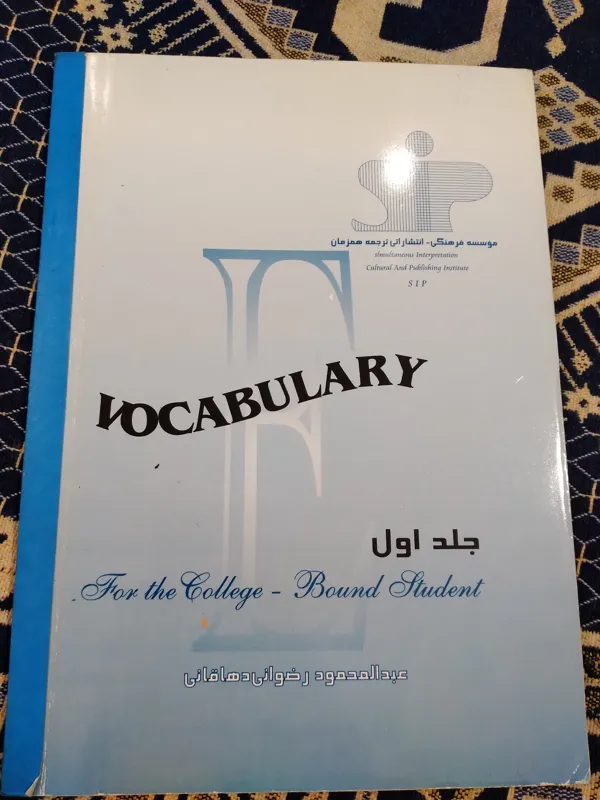 SIP
مؤسسه فرهنگی- انتشاراتی ترجمه همزمان
simultaneous Interpretation
Cultural And Publishing Institute
S I P
VOCABULARY
جلد اول
For the College - Bound Student
عبدالمحمود رضوانی دهاقانی